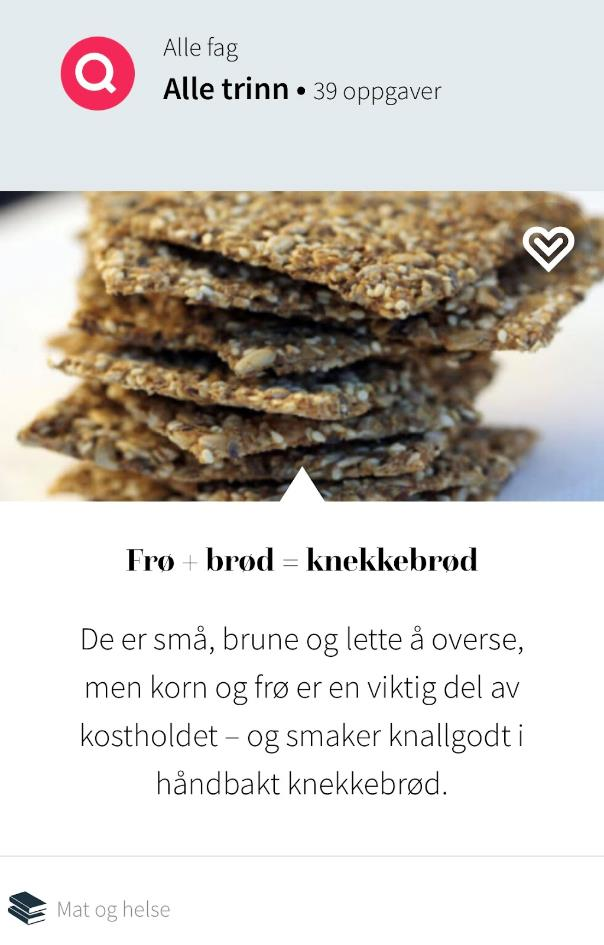 Alle fag
Alle trinn • 39 oppgaver
Frø + brød = knekkebrød
De er små, brune og lette å overse,
men korn og frø er en viktig del av
kostholdet – og smaker knallgodt i
håndbakt knekkebrød.
Mat og helse